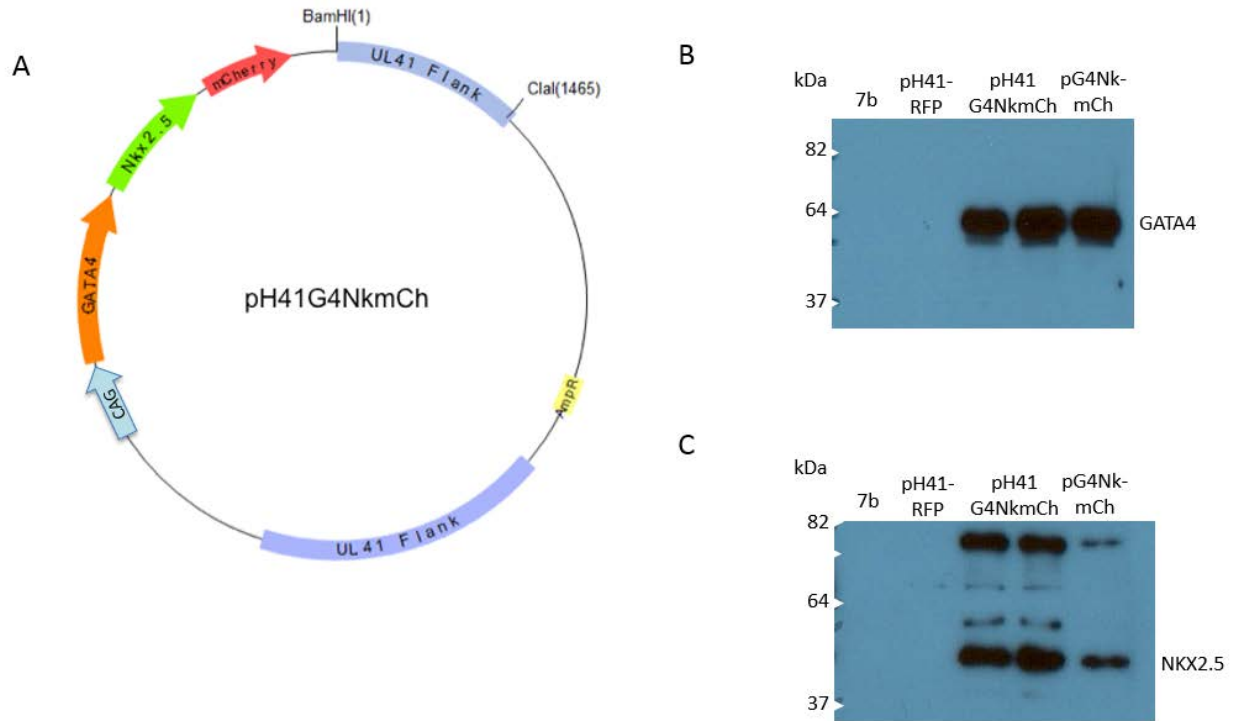 A
BamHI(1)
UL41 Flank
ClaI(1465)
mCherry
Nkx2.5
GATA4
CAG
pH41G4NkmCh
AmpR
UL41 Flank
B
kDa
7b
pH41-
RFP
pH41
G4NkmCh
pG4Nk-
mCh
82
64
37
GATA4
C
kDa
7b
pH41-
RFP
pH41
G4NkmCh
pG4Nk-
mCh
82
64
37
NKX2.5